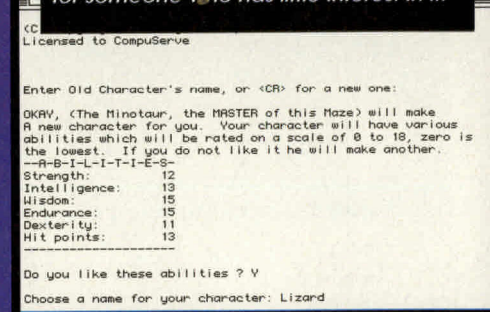 Licensed to CompuServe
Enter Old Character's name, or <CR> for a new one:
OKAY, (The Minotaur, the MASTER of this Maze) will make
A new character for you. Your character will have various
abilities which will be rated on a scale of 0 to 18, zero is
the lowest. If you do not like it he will make another.
--A-B-I-L-I-T-I-E-S-
Strength: 12
Intelligence: 13
Wisdom: 15
Endurance: 15
Dexterity: 11
Hit points: 13
---------------------
Do you like these abilities ? Y
Choose a name for your character: Lizard